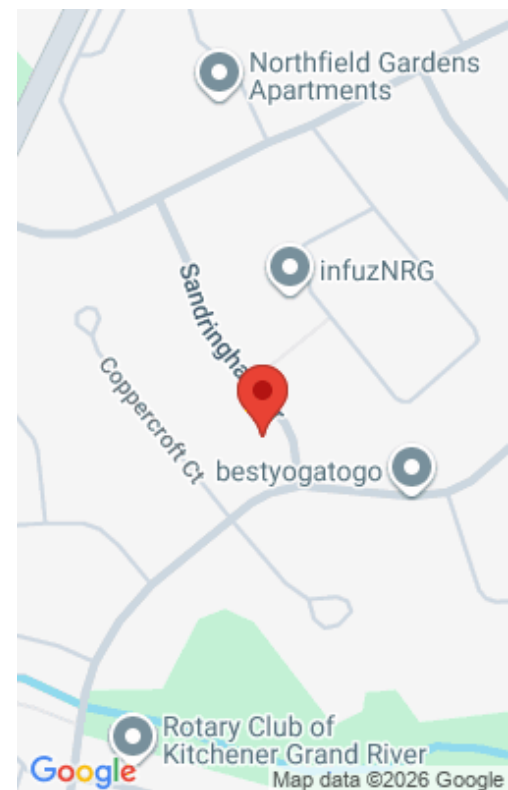 Northfield Gardens
Apartments
infuzNRG
Coppercroft Ct
bestyogatogo
Rotary Club of
Kitchener Grand River
Google
Map data ©2026 Google